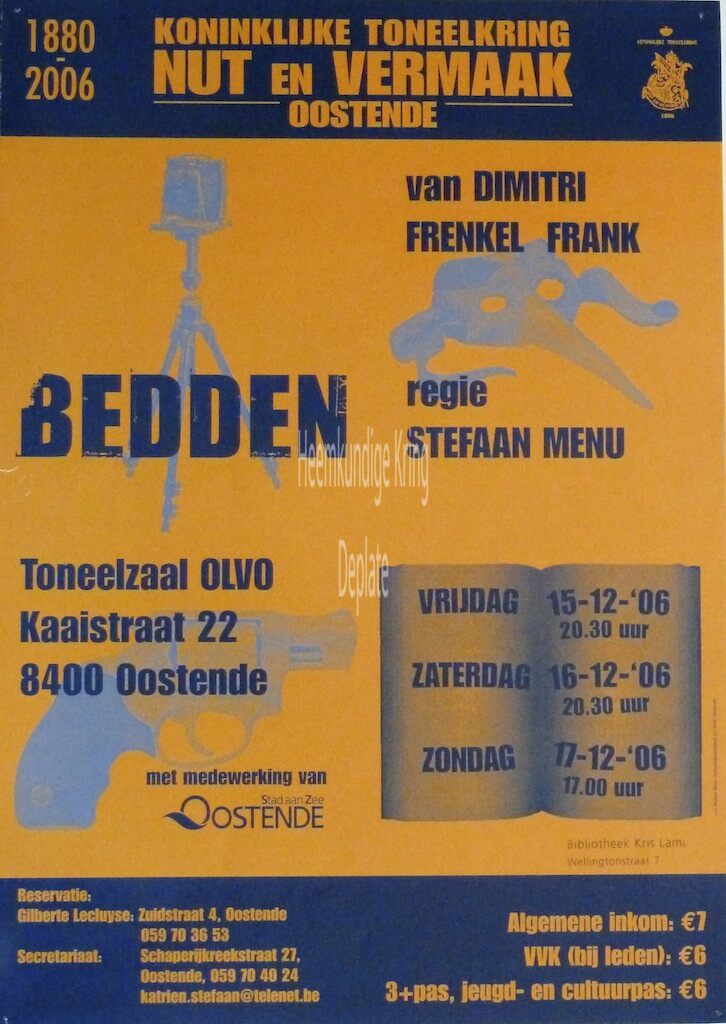 1880
-
2006
KONINKLIJKE TONEELKRING
NUT EN VERMAAK
OOSTENDE
KONINKLIJKE TONEELKRING
1880
van DIMITRI
FRENKEL FRANK
BEDDEN
regie
STEFAAN MENU
Heemkundige Kring
Deplate
Toneelzaal OLVO
Kaaistraat 22
8400 Oostende
VRIJDAG 15-12-‘06
20.30 uur
ZATERDAG 16-12-‘06
20.30 uur
ZONDAG 17-12-‘06
17.00 uur
met medewerking van
Stad aan Zee
OOSTENDE
Bibliotheek Kris Lam
Wellingtonstraat 7
Reservatie:
Gilberte Lecluyse: Zuidstraat 4, Oostende
059 70 36 53
Secretariaat: Schaperijkreekstraat 27,
Oostende, 059 70 40 24
katrien.stefaan@telenet.be
Algemene inkom: €7
VVK (bij leden): €6
3+pas, jeugd- en cultuurpas: €6